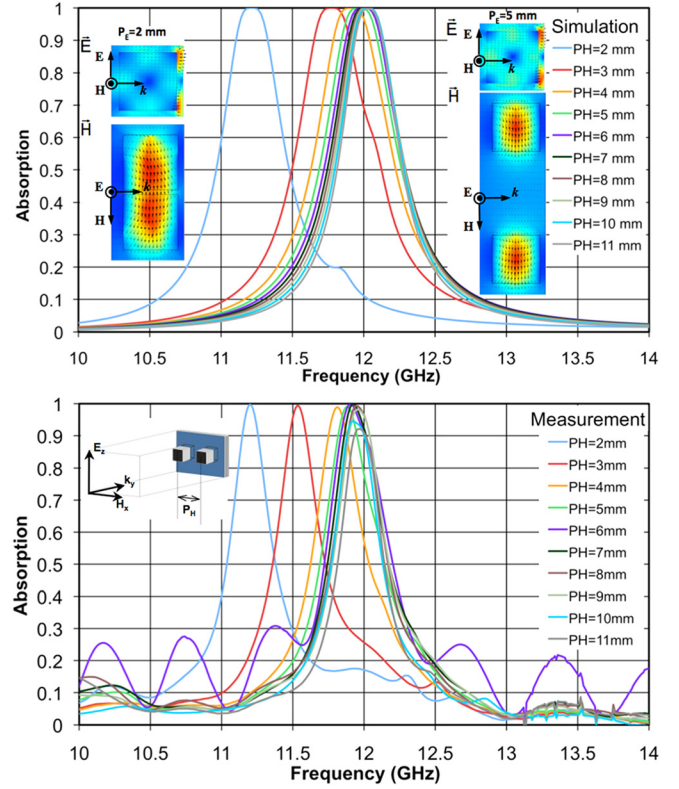 P_E=2 mm
P_E=5 mm
Simulation
E
E
H
k
H
E
k
H
E
E
H
k
H
E
k
H
PH=2 mm
PH=3 mm
PH=4 mm
PH=5 mm
PH=6 mm
PH=7 mm
PH=8 mm
PH=9 mm
PH=10 mm
PH=11 mm
1
0.9
0.8
0.7
0.6
0.5
0.4
0.3
0.2
0.1
0
Absorption
10 10.5 11 11.5 12 12.5 13 13.5 14
Frequency (GHz)
Measurement
E_z
k_y
H_x
P_H
PH=2mm
PH=3mm
PH=4mm
PH=5mm
PH=6mm
PH=7mm
PH=8mm
PH=9mm
PH=10mm
PH=11mm
1
0.9
0.8
0.7
0.6
0.5
0.4
0.3
0.2
0.1
0
Absorption
10 10.5 11 11.5 12 12.5 13 13.5 14
Frequency (GHz)